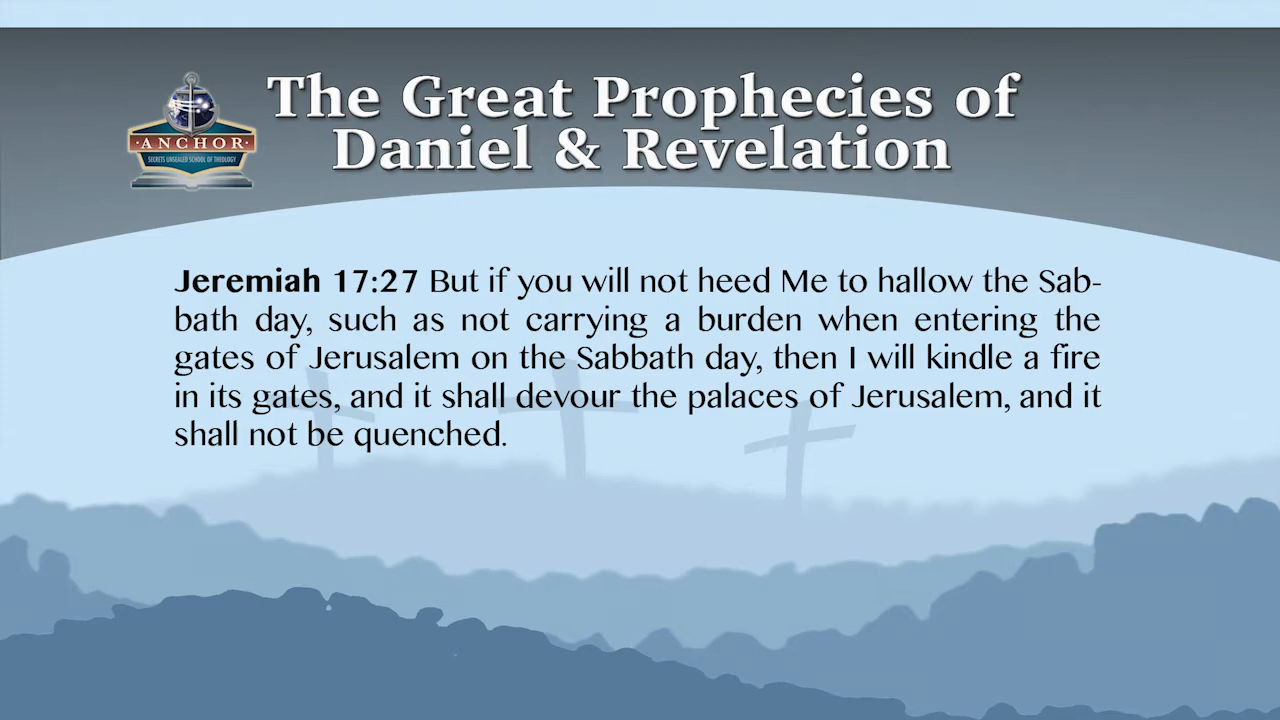 The Great Prophecies of
Daniel & Revelation
·ANCHOR·
SECRETS UNSEALED SCHOOL OF THEOLOGY
Jeremiah 17:27 But if you will not heed Me to hallow the Sab-
bath day, such as not carrying a burden when entering the
gates of Jerusalem on the Sabbath day, then I will kindle a fire
in its gates, and it shall devour the palaces of Jerusalem, and it
shall not be quenched.